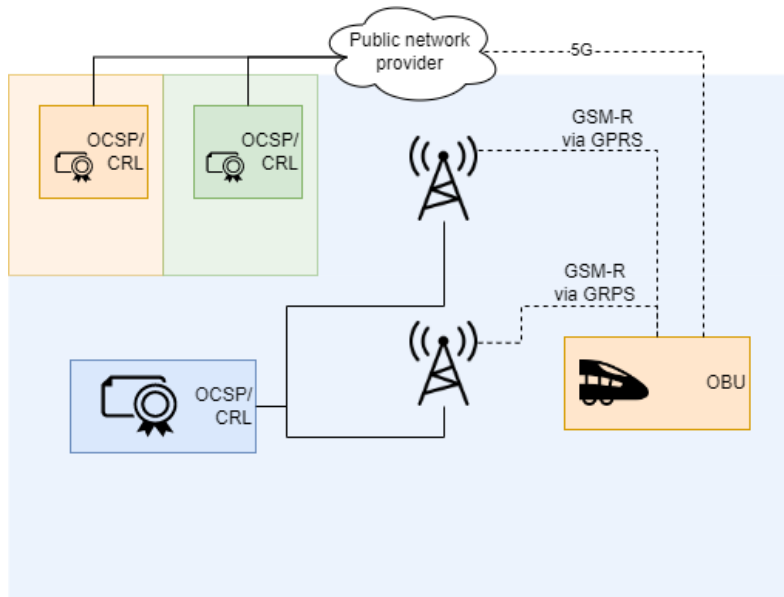 Public network
provider
5G
OCSP/
CRL
OCSP/
CRL
GSM-R
via GPRS
GSM-R
via GRPS
OCSP/
CRL
OBU